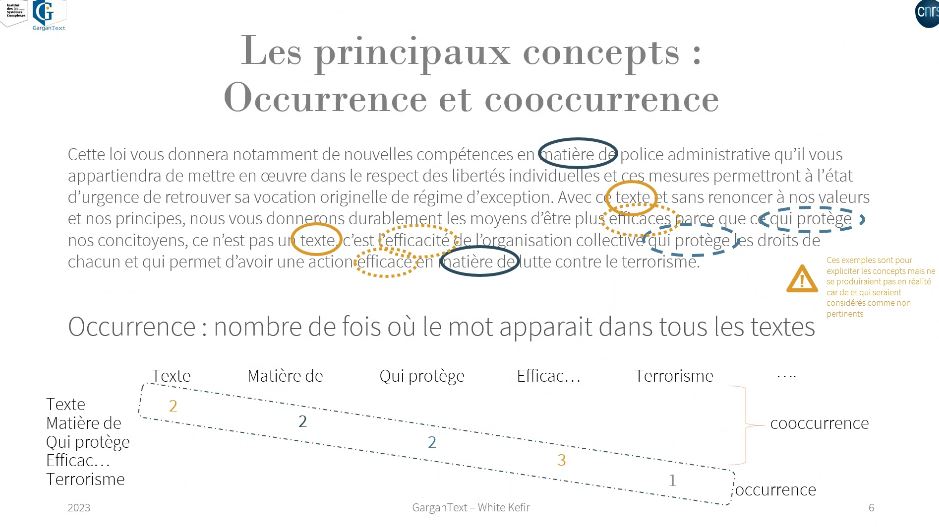 GarganText
cnrs
Les principaux concepts :
Occurrence et cooccurrence
Cette loi vous donnera notamment de nouvelles compétences en matière de police administrative qu'il vous
appartiendra de mettre en œuvre dans le respect des libertés individuelles et ces mesures permettront à l'état
d'urgence de retrouver sa vocation originelle de régime d'exception. Avec ce texte et sans renoncer à nos valeurs
et nos principes, nous vous donnerons durablement les moyens d'être plus efficaces parce que ce qui protège
nos concitoyens, ce n'est pas un texte, c'est l'efficacité de l'organisation collective qui protège les droits de
chacun et qui permet d'avoir une action efficace en matière de lutte contre le terrorisme.
Ces exemples sont pour
expliciter les concepts mais ne
se produiraient pas en réalité
car de et qui seraient
considérés comme non
pertinents
Occurrence : nombre de fois où le mot apparait dans tous les textes
Texte Matière de Qui protège Efficac… Terrorisme ….
Texte 2
Matière de 2
Qui protège 2
Efficac… 3
Terrorisme 1
cooccurrence
occurrence
2023 GarganText – White Kefir 6